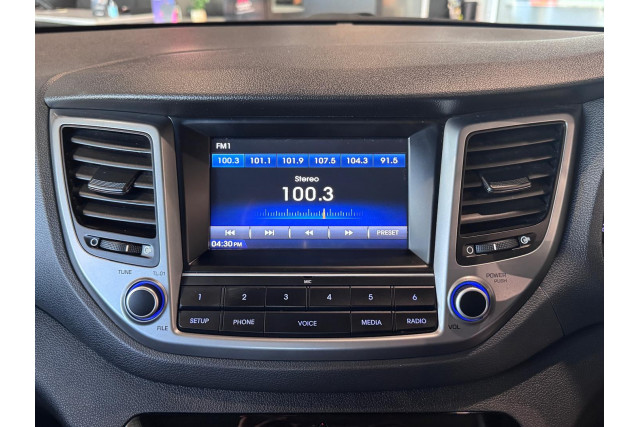 FM1
100.3 101.1 101.9 107.5 104.3 91.5
Stereo
100.3
PRESET
04:30 PM
MIC
TUNE
FILE
POWER
PUSH
VOL
1 2 3 4 5 6
SETUP PHONE VOICE MEDIA RADIO